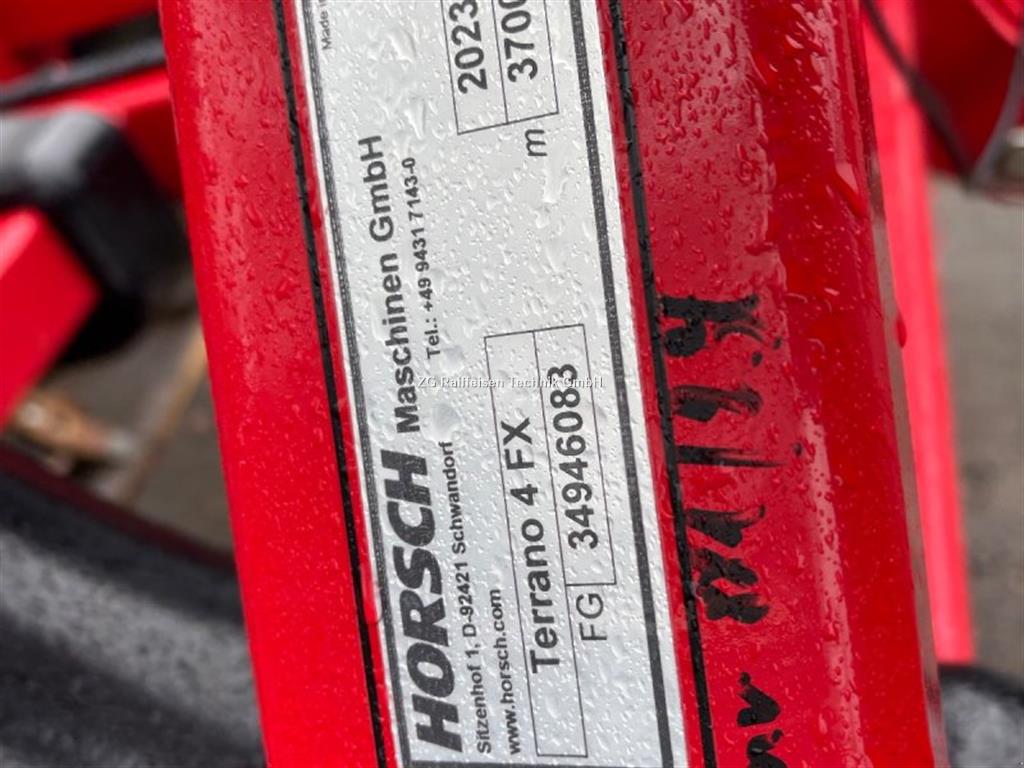 HORSCH Maschinen GmbH
Sitzenhof 1, D-92421 Schwandorf Tel.: +49 9431 7143-0
www.horsch.com
Made
Terrano 4 FX
2023
FG 34946083
3700
m
ZG Raiffeisen Technik GmbH